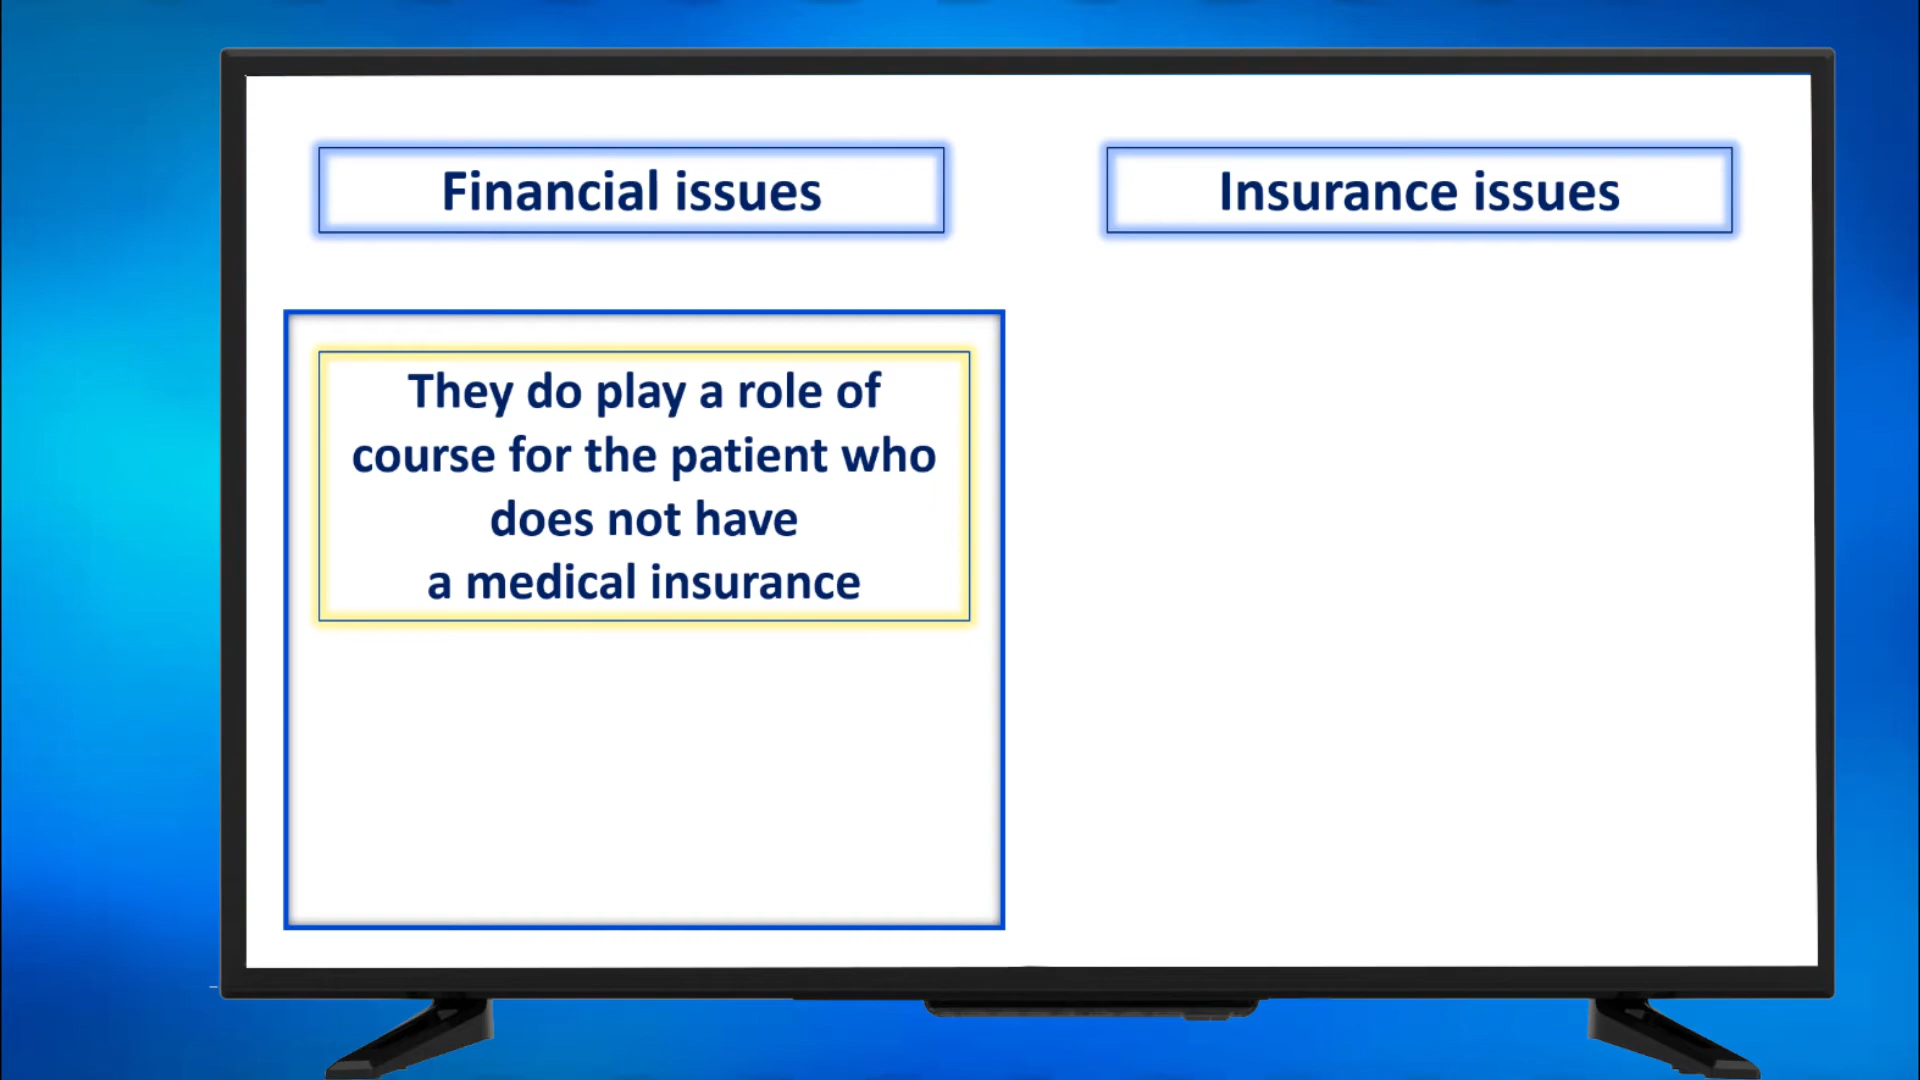 Financial issues
Insurance issues
They do play a role of
course for the patient who
does not have
a medical insurance